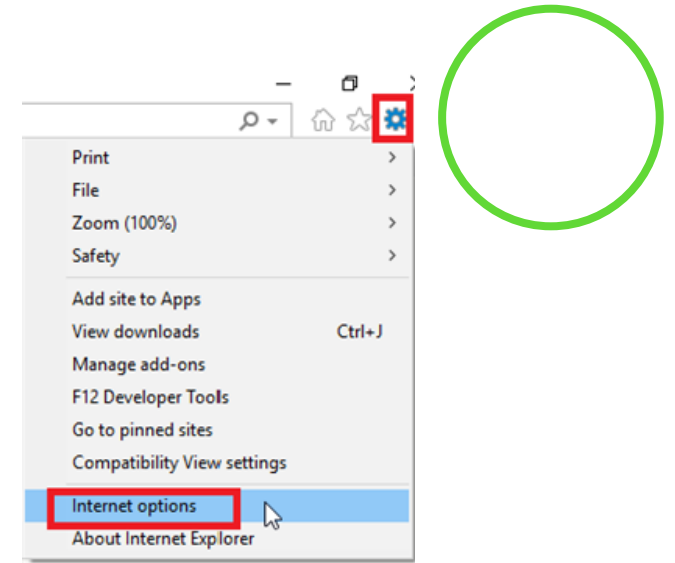 Print
File
Zoom (100%)
Safety
Add site to Apps
View downloads Ctrl+J
Manage add-ons
F12 Developer Tools
Go to pinned sites
Compatibility View settings
Internet options
About Internet Explorer